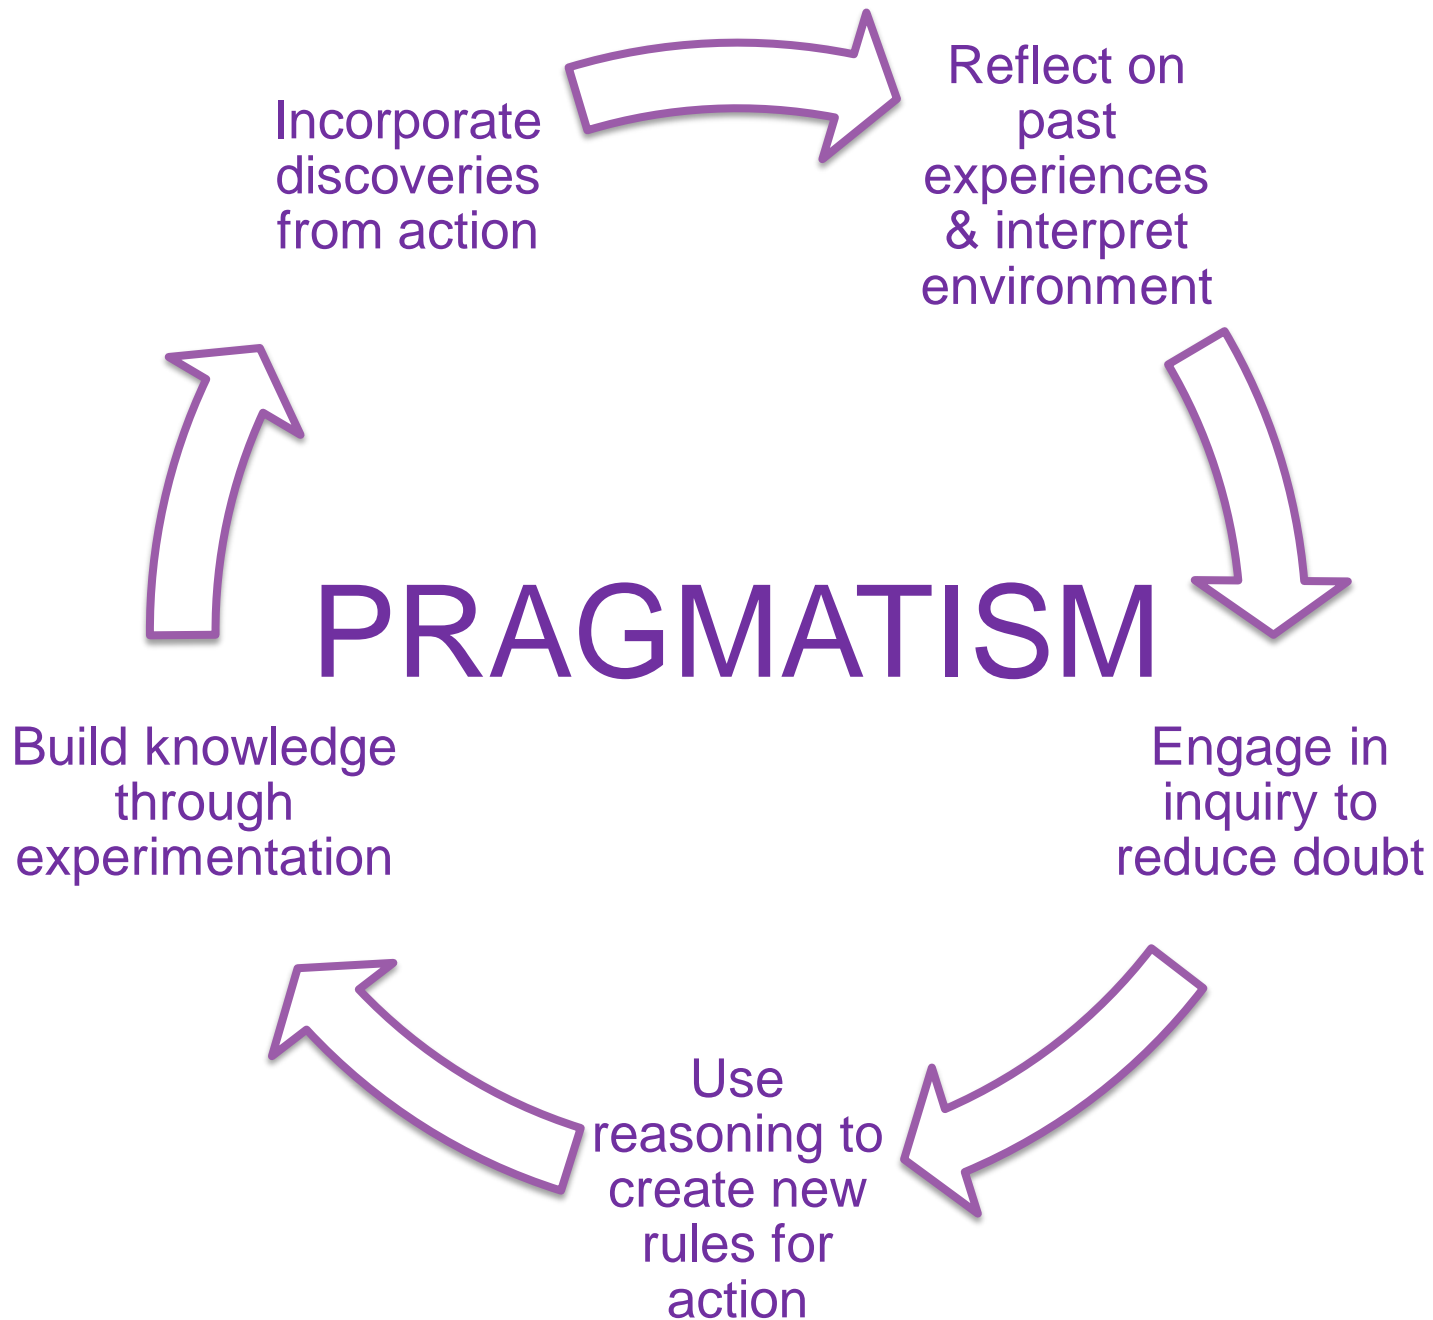 Incorporate
discoveries
from action
Reflect on
past
experiences
& interpret
environment
PRAGMATISM
Build knowledge
through
experimentation
Engage in
inquiry to
reduce doubt
Use
reasoning to
create new
rules for
action